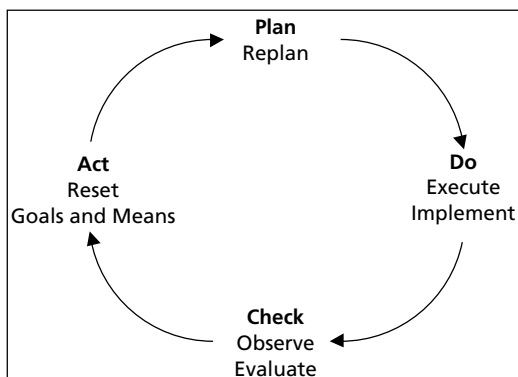 Plan
Replan
Do
Execute
Implement
Check
Observe
Evaluate
Act
Reset
Goals and Means